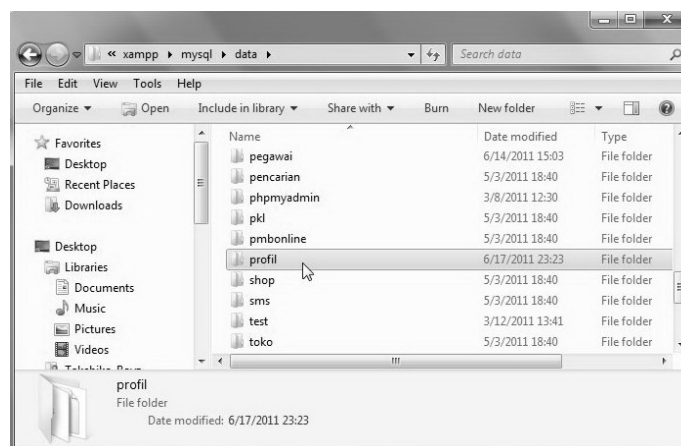 « xampp ▸ mysql ▸ data ▸ Search data
File Edit View Tools Help
Organize ▾ Open Include in library ▾ Share with ▾ Burn New folder
Name Date modified Type
Favorites
Desktop
Recent Places
Downloads
Desktop
Libraries
Documents
Music
Pictures
Videos
pegawai 6/14/2011 15:03 File folder
pencarian 5/3/2011 18:40 File folder
phpmyadmin 3/8/2011 12:30 File folder
pkl 5/3/2011 18:40 File folder
pmbonline 5/3/2011 18:40 File folder
profil 6/17/2011 23:23 File folder
shop 5/3/2011 18:40 File folder
sms 5/3/2011 18:40 File folder
test 3/12/2011 13:41 File folder
toko 5/3/2011 18:40 File folder
profil
File folder
Date modified: 6/17/2011 23:23